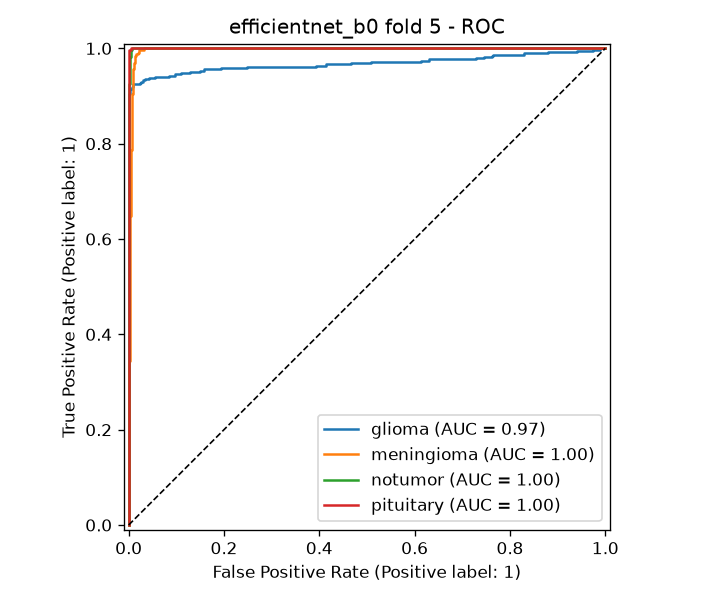 efficientnet_b0 fold 5 - ROC
True Positive Rate (Positive label: 1)
1.0
0.8
0.6
0.4
0.2
0.0
glioma (AUC = 0.97)
meningioma (AUC = 1.00)
notumor (AUC = 1.00)
pituitary (AUC = 1.00)
0.0 0.2 0.4 0.6 0.8 1.0
False Positive Rate (Positive label: 1)